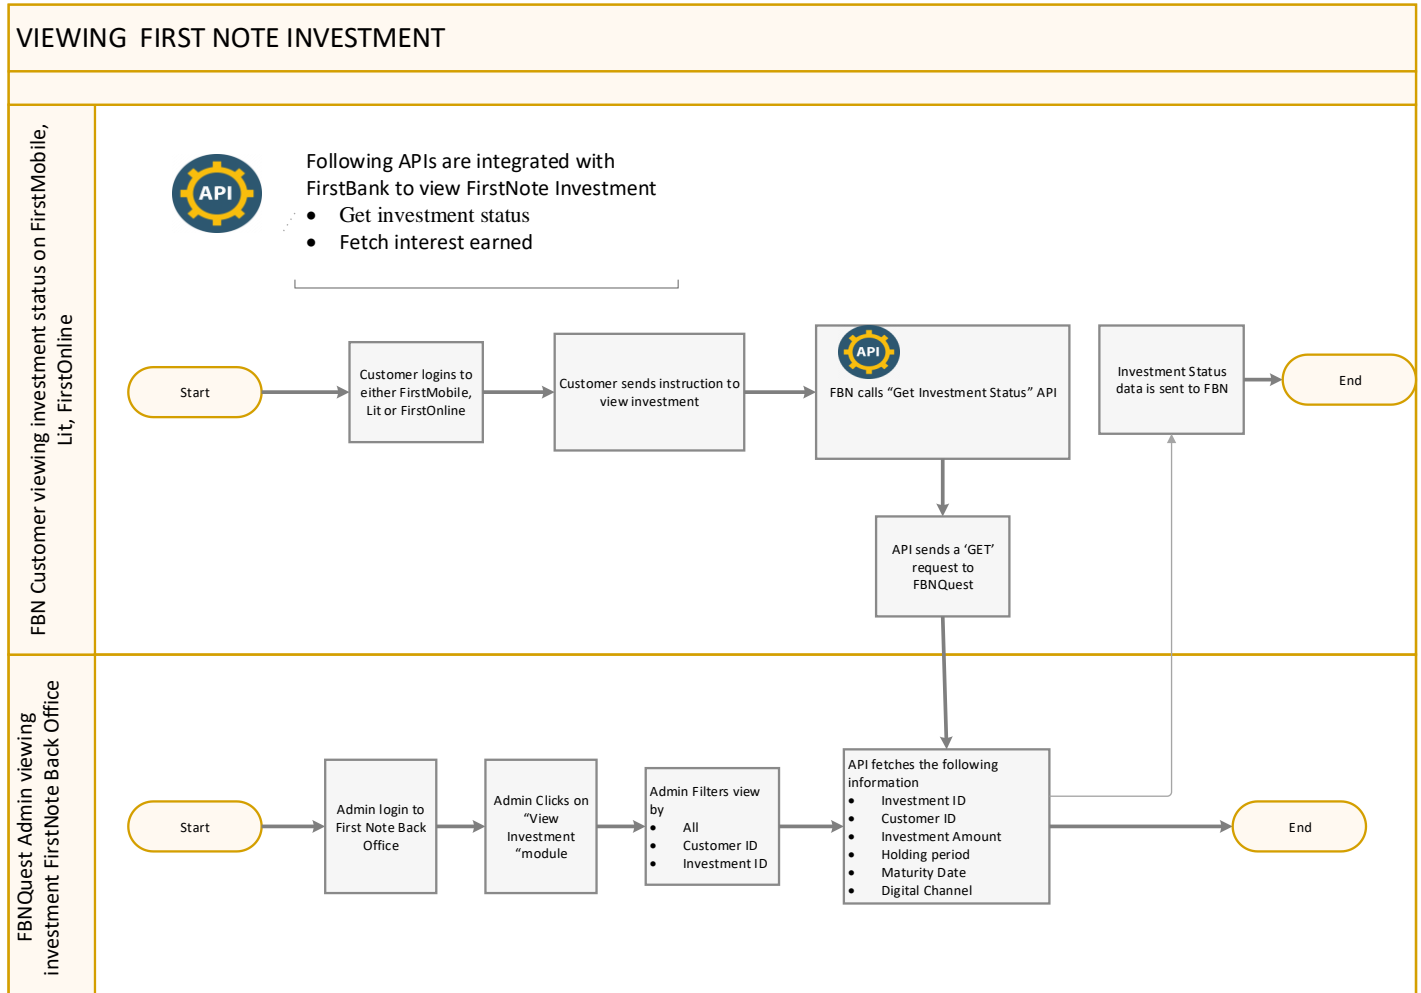 VIEWING  FIRST NOTE INVESTMENT
FBN Customer viewing investment status on FirstMobile,
Lit, FirstOnline
API
Following APIs are integrated with
FirstBank to view FirstNote Investment
• Get investment status
• Fetch interest earned
Start
Customer logins to
either FirstMobile,
Lit or FirstOnline
Customer sends instruction to
view investment
API
FBN calls “Get Investment Status” API
Investment Status
data is sent to FBN
End
API sends a ‘GET’
request to
FBNQuest
FBNQuest Admin viewing
investment FirstNote Back Office
Start
Admin login to
First Note Back
Office
Admin Clicks on
“View
Investment
“module
Admin Filters view
by
• All
• Customer ID
• Investment ID
API fetches the following
information
• Investment ID
• Customer ID
• Investment Amount
• Holding period
• Maturity Date
• Digital Channel
End